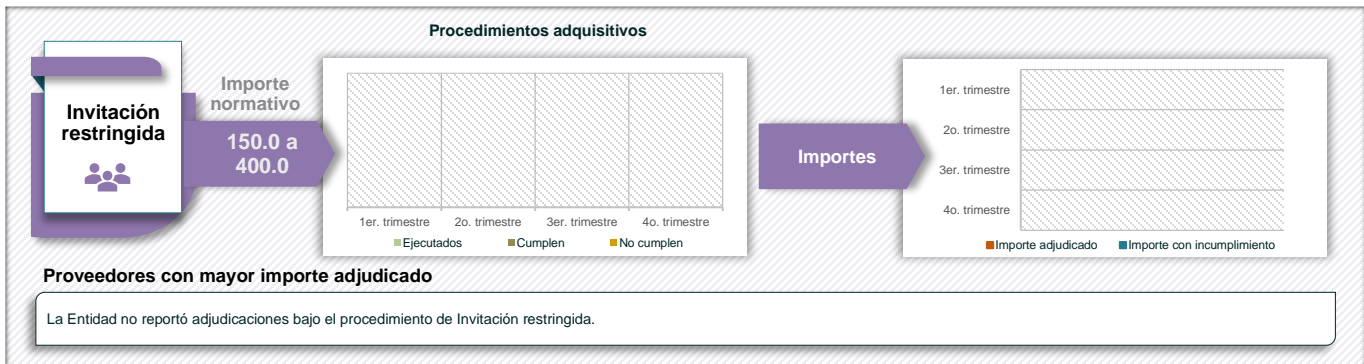 Procedimientos adquisitivos
Invitación
restringida
Importe
normativo
150.0 a
400.0
1er. trimestre 2o. trimestre 3er. trimestre 4o. trimestre
Ejecutados Cumplen No cumplen
Importes
1er. trimestre
2o. trimestre
3er. trimestre
4o. trimestre
Importe adjudicado Importe con incumplimiento
Proveedores con mayor importe adjudicado
La Entidad no reportó adjudicaciones bajo el procedimiento de Invitación restringida.